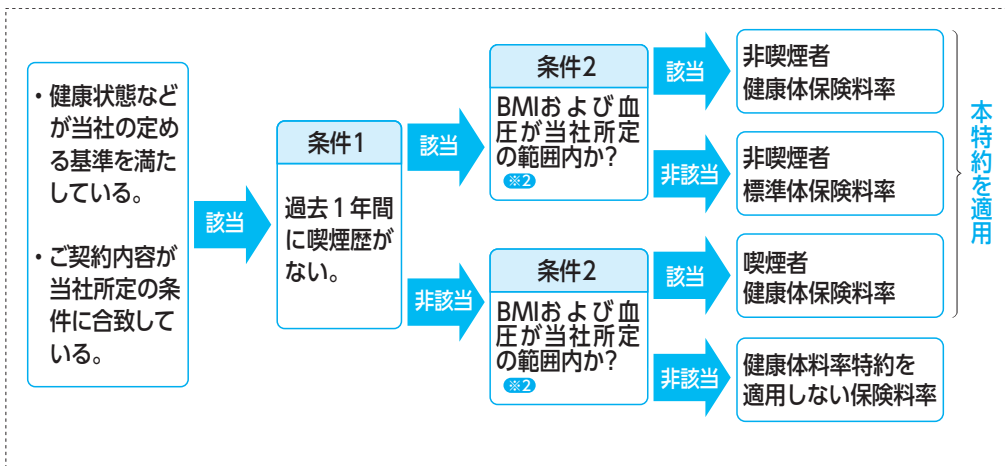 ・健康状態など
が当社の定め
る基準を満た
している。
・ご契約内容が
当社所定の条
件に合致して
いる。
該当
条件1
過去1年間
に喫煙歴が
ない。
該当
条件2
BMIおよび血
圧が当社所定
の範囲内か?
※2
該当
非喫煙者
健康体保険料率
非該当
非喫煙者
標準体保険料率
非該当
条件2
BMIおよび血
圧が当社所定
の範囲内か?
※2
該当
喫煙者
健康体保険料率
非該当
健康体料率特約を
適用しない保険料率
本特約を適用